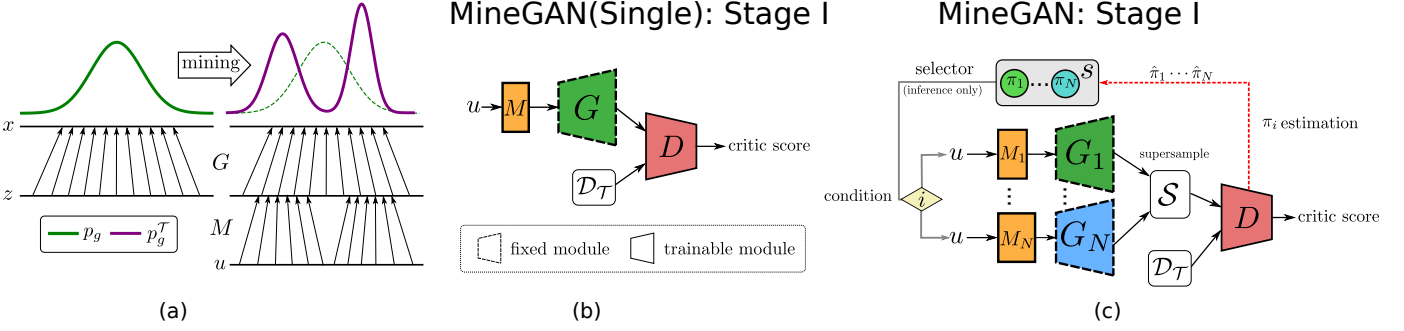 MineGAN(Single): Stage I
MineGAN: Stage I
mining
x
G
z
M
u
p_g p_g^𝒯
(a)
u M G D critic score
𝒟_𝒯
fixed module trainable module
(b)
selector
(inference only)
π_1 ... π_N S
π̂_1 ⋯ π̂_N
π_i estimation
condition i
u M_1 G_1
supersample
⋮ ⋮
S
D critic score
u M_N G_N
𝒟_𝒯
(c)